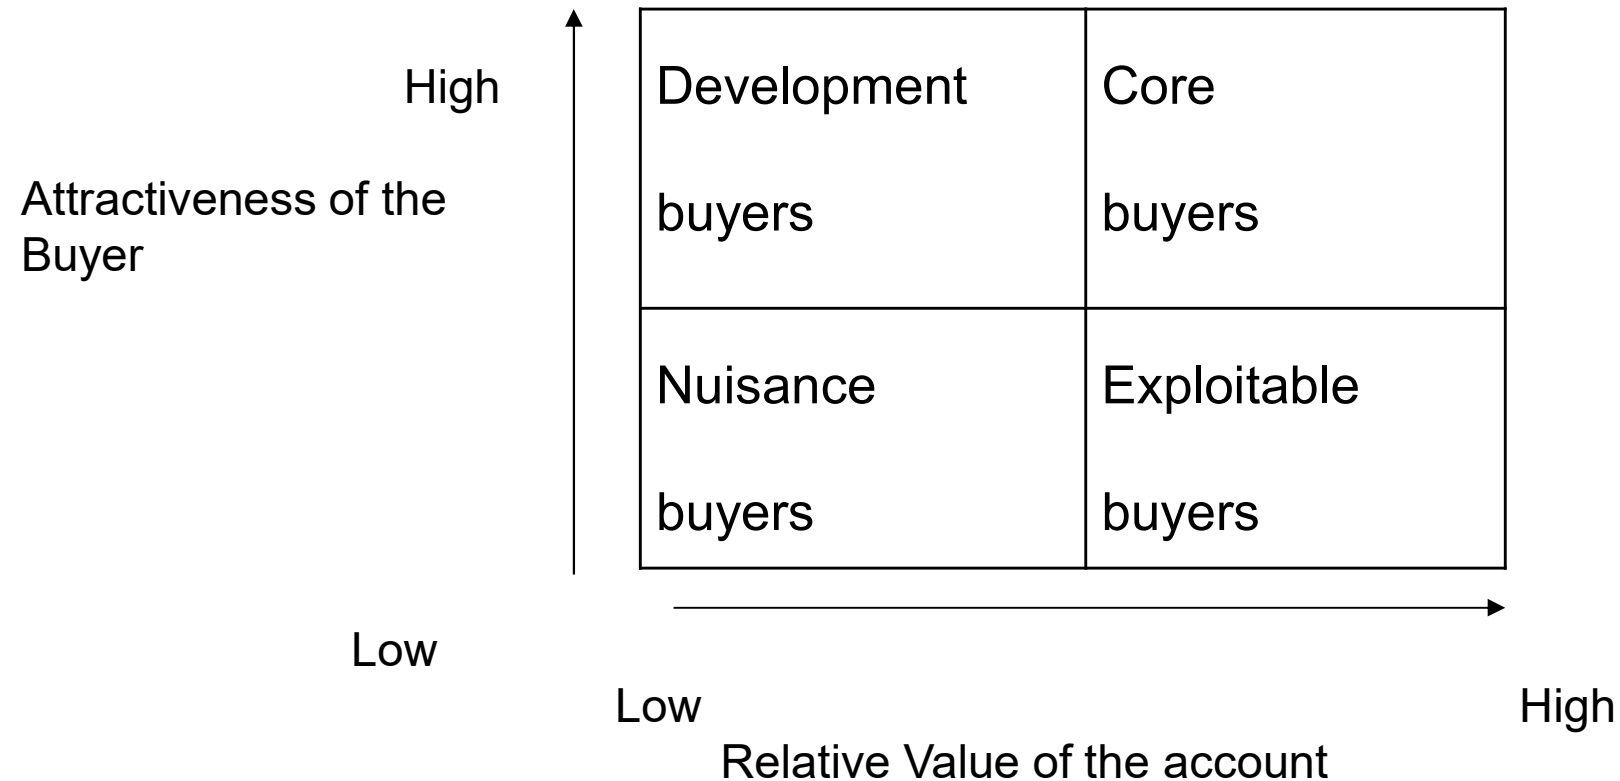 High
Development
Core
Attractiveness of the
Buyer
buyers
buyers
Nuisance
Exploitable
buyers
buyers
Low
Low
High
Relative Value of the account